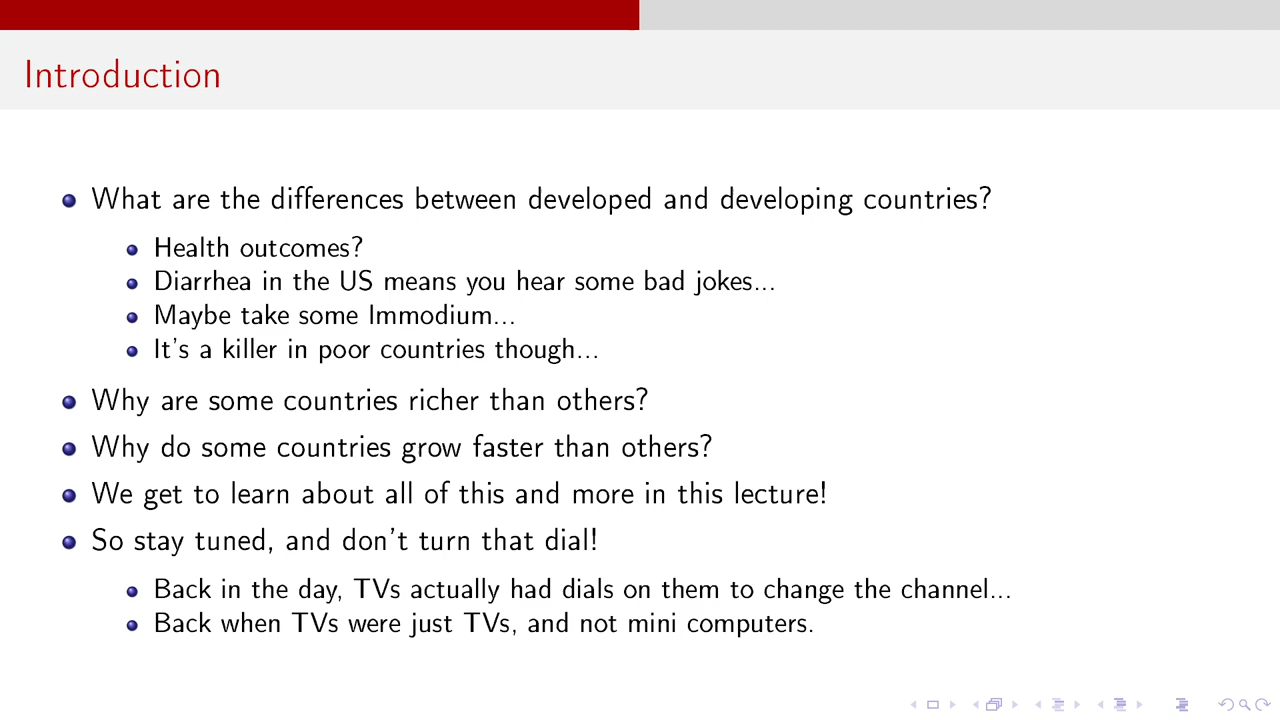 Introduction
What are the differences between developed and developing countries?
Health outcomes?
Diarrhea in the US means you hear some bad jokes...
Maybe take some Immodium...
It's a killer in poor countries though...
Why are some countries richer than others?
Why do some countries grow faster than others?
We get to learn about all of this and more in this lecture!
So stay tuned, and don't turn that dial!
Back in the day, TVs actually had dials on them to change the channel...
Back when TVs were just TVs, and not mini computers.